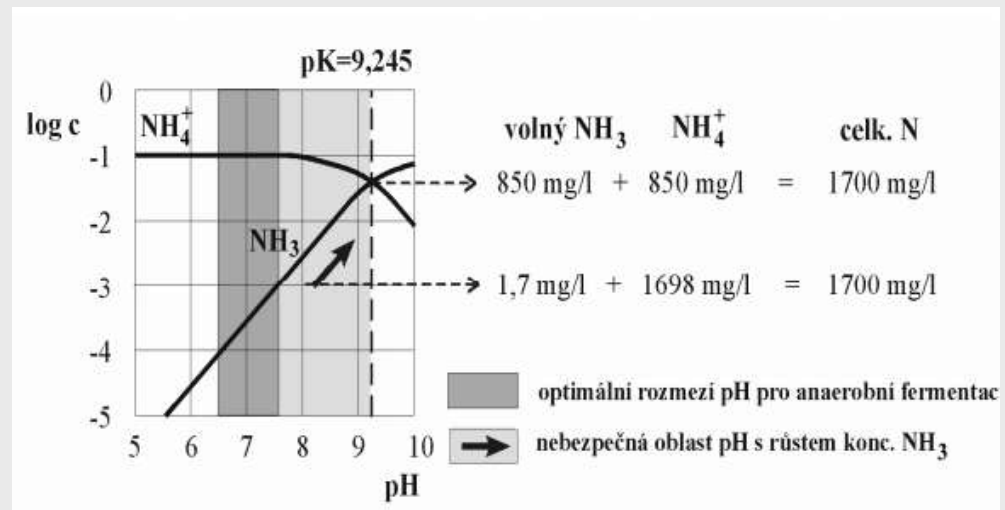 pK=9,245
0
log c
NH₄⁺
volný NH₃ NH₄⁺ celk. N
-1
850 mg/l + 850 mg/l = 1700 mg/l
-2
NH₃
-3
1,7 mg/l + 1698 mg/l = 1700 mg/l
-4
optimální rozmezí pH pro anaerobní fermentac
-5
nebezpečná oblast pH s růstem konc. NH₃
5 6 7 8 9 10
pH